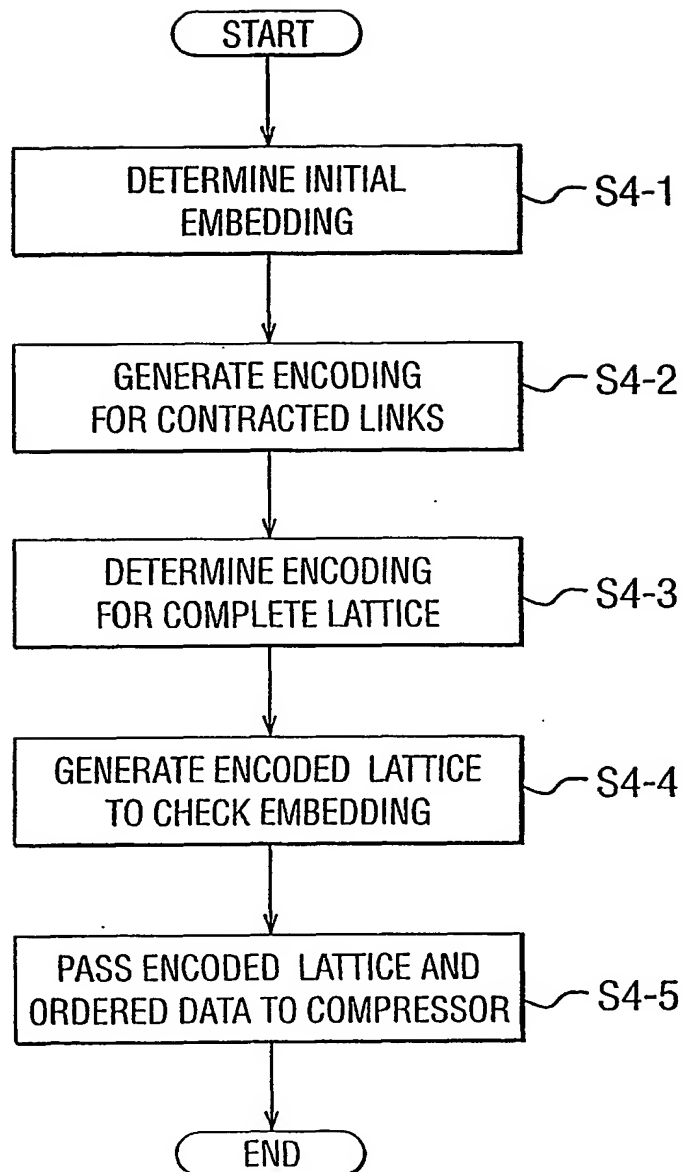 START
DETERMINE INITIAL
EMBEDDING
S4-1
GENERATE ENCODING
FOR CONTRACTED LINKS
S4-2
DETERMINE ENCODING
FOR COMPLETE LATTICE
S4-3
GENERATE ENCODED LATTICE
TO CHECK EMBEDDING
S4-4
PASS ENCODED LATTICE AND
ORDERED DATA TO COMPRESSOR
S4-5
END